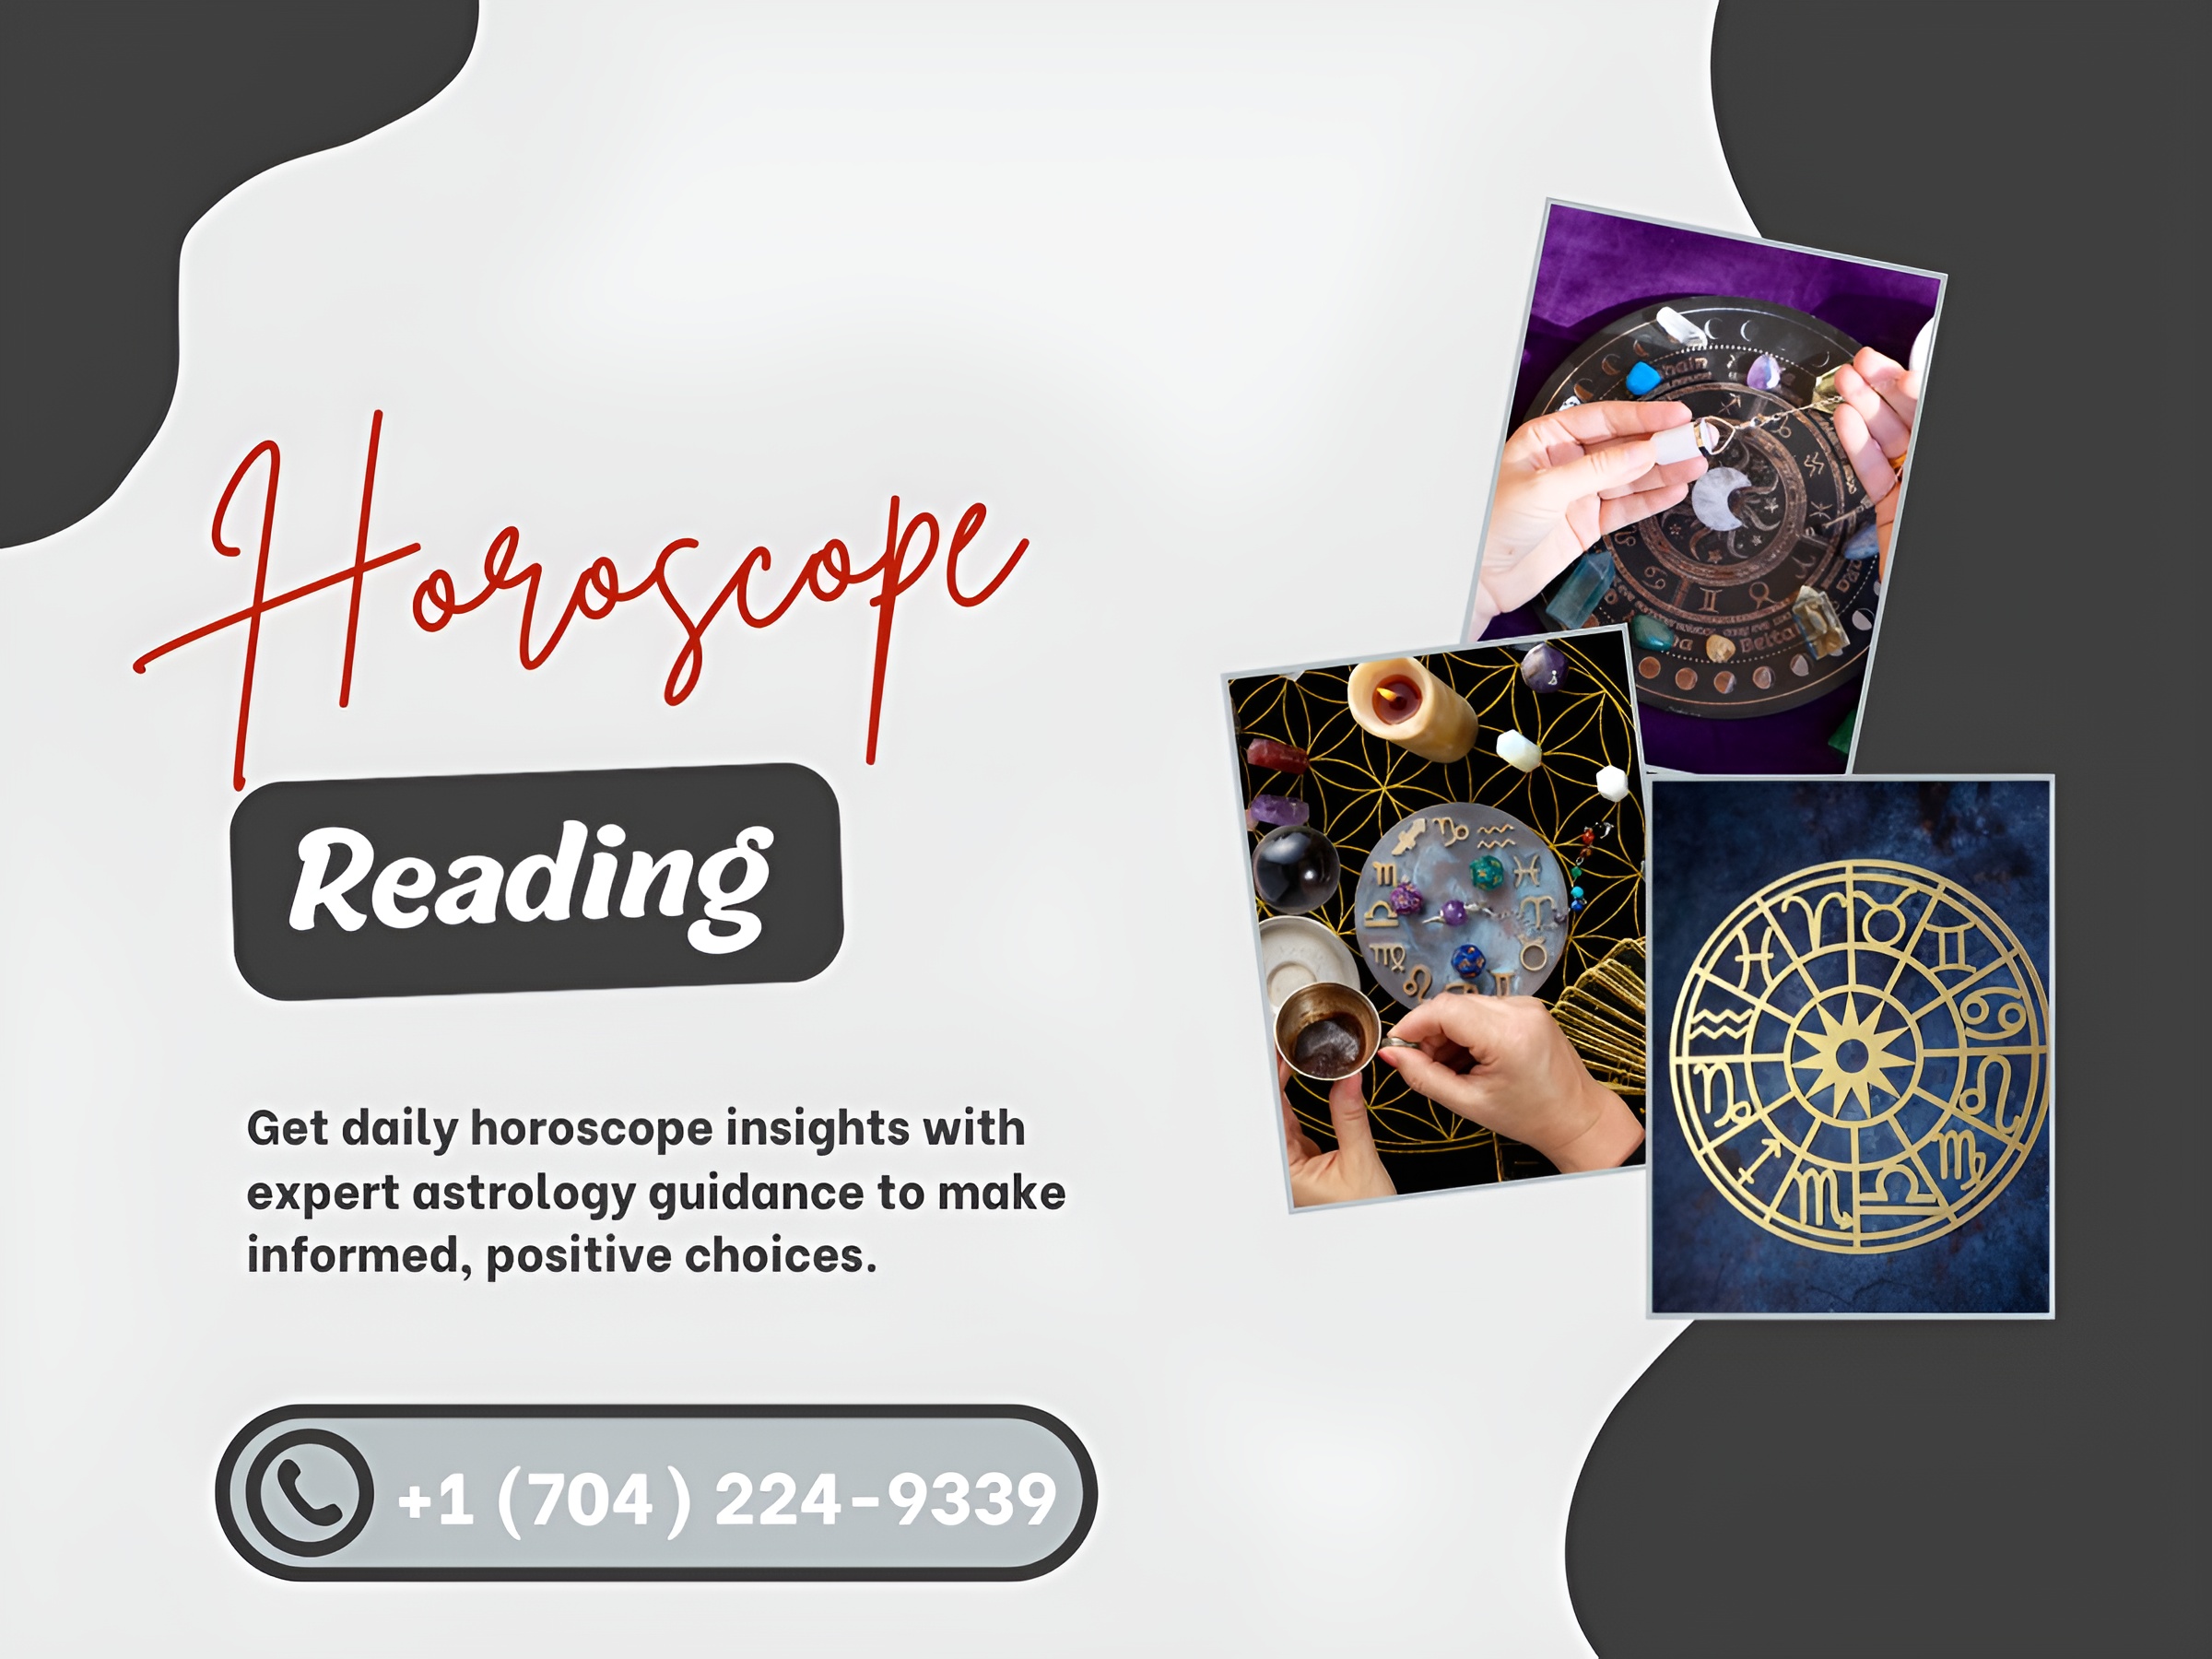 Horoscope
Reading
Get daily horoscope insights with
expert astrology guidance to make
informed, positive choices.
+1 (704) 224-9339